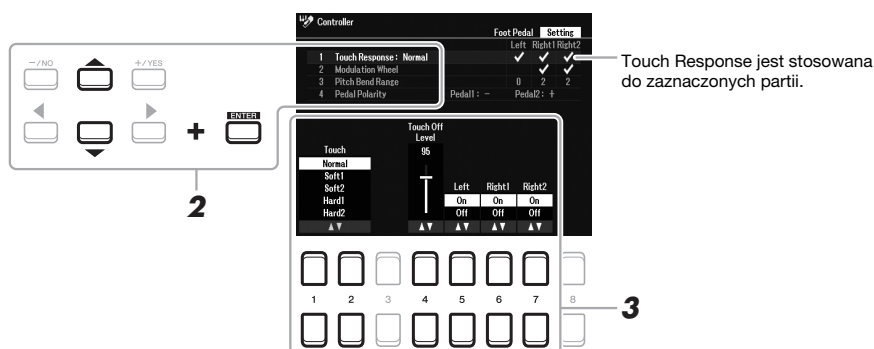 Controller
Foot Pedal Setting
Left Right1 Right2
1 Touch Response: Normal
2 Modulation Wheel
3 Pitch Bend Range 0 2 2
4 Pedal Polarity Pedal1: − Pedal2: +
Touch Response jest stosowana
do zaznaczonych partii.
−/NO +/YES
ENTER
+
2
Touch Off
Level
Touch 95
Normal
Soft1
Soft2 Left Right1 Right2
Hard1 On On On
Hard2 Off Off Off
1 2 3 4 5 6 7 8
3